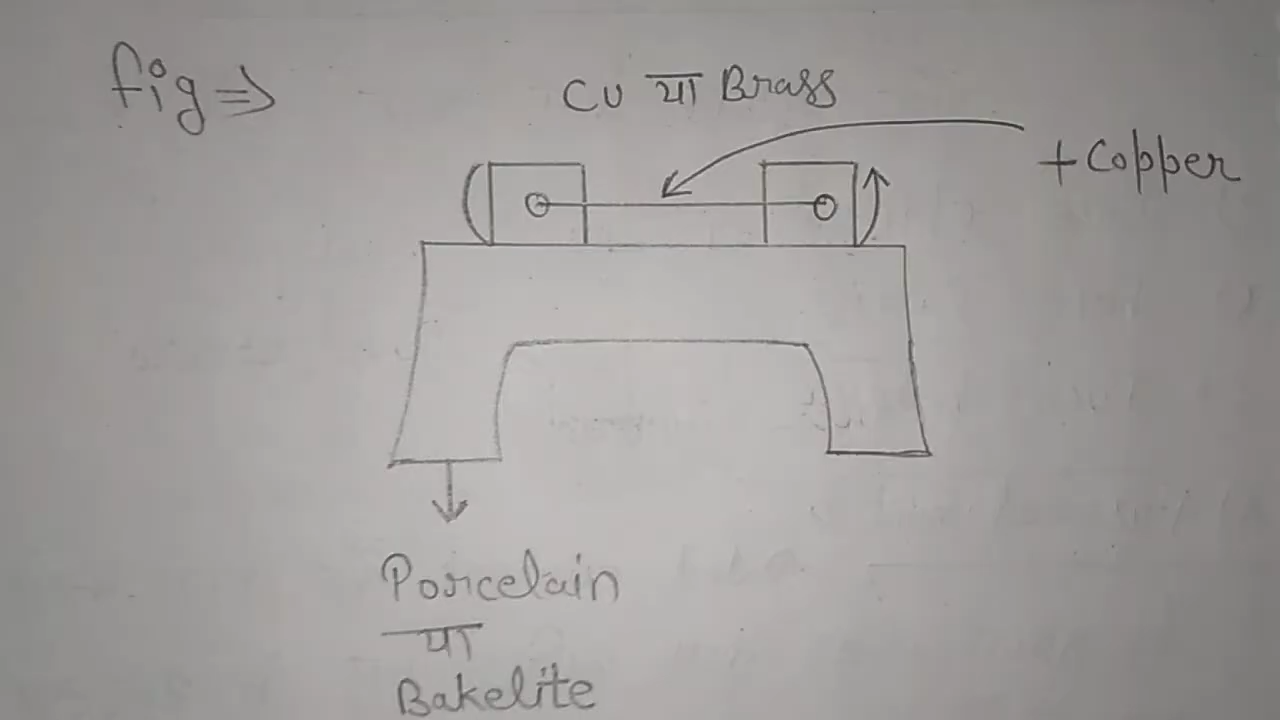 fig ⇒
Cu या Brass
+Copper
Porcelain
या
Bakelite